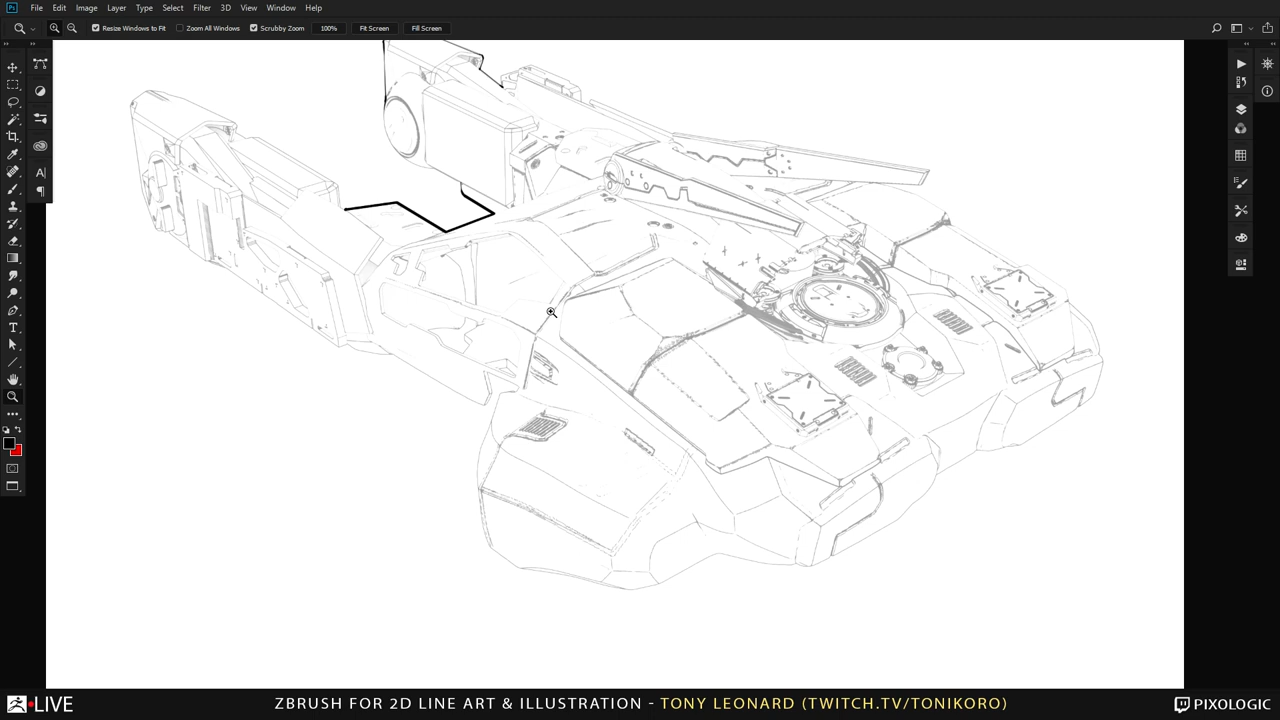 Ps File Edit Image Layer Type Select Filter 3D View Window Help
Resize Windows to Fit Zoom All Windows Scrubby Zoom 100% Fit Screen Fill Screen
LIVE ZBRUSH FOR 2D LINE ART & ILLUSTRATION - TONY LEONARD (TWITCH.TV/TONIKORO) PIXOLOGIC